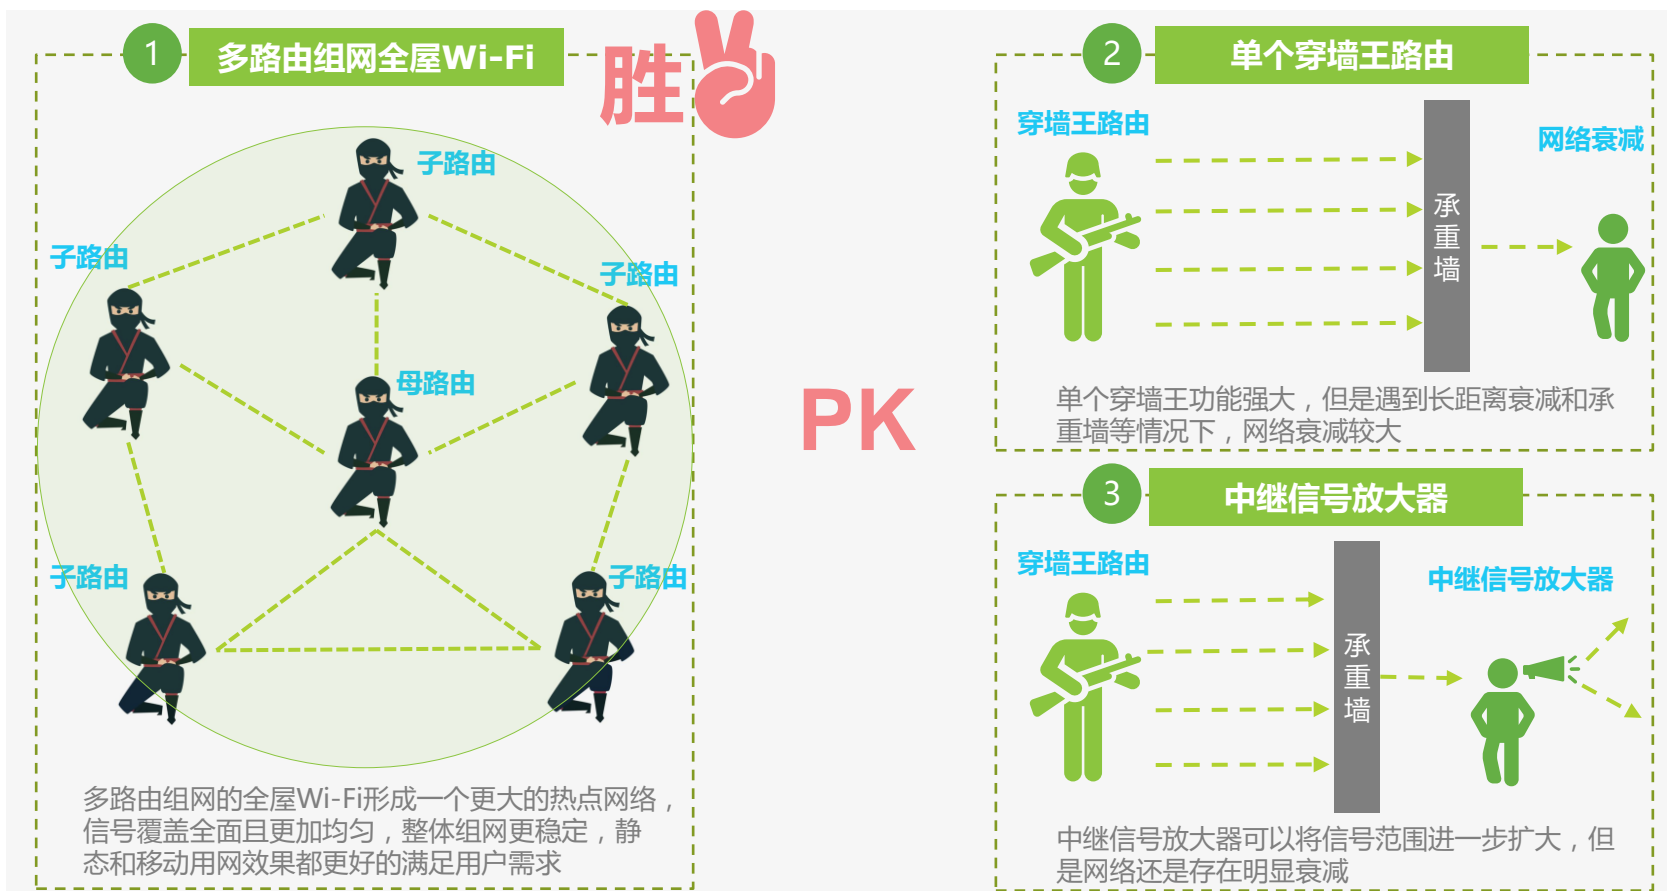 1
多路由组网全屋Wi-Fi
胜
子路由
子路由
子路由
母路由
子路由
子路由
多路由组网的全屋Wi-Fi形成一个更大的热点网络，
信号覆盖全面且更加均匀，整体组网更稳定，静
态和移动用网效果都更好的满足用户需求
PK
2
单个穿墙王路由
穿墙王路由
网络衰减
承
重
墙
单个穿墙王功能强大，但是遇到长距离衰减和承
重墙等情况下，网络衰减较大
3
中继信号放大器
穿墙王路由
中继信号放大器
承
重
墙
中继信号放大器可以将信号范围进一步扩大，但
是网络还是存在明显衰减